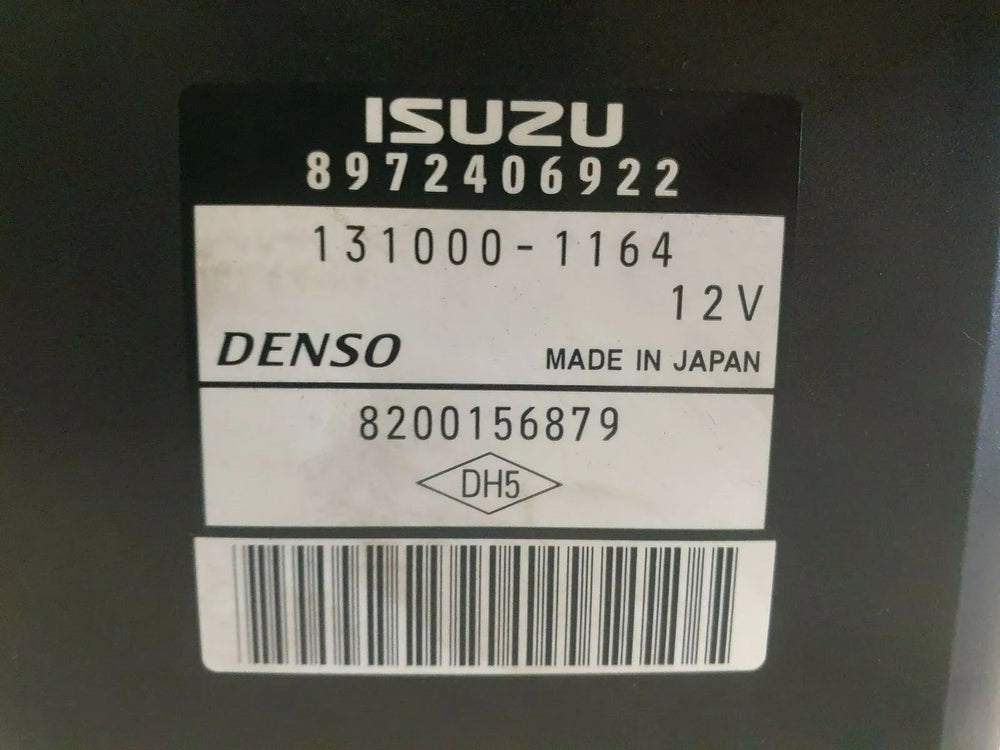 ISUZU
8972406922
131000-1164
12V
DENSO MADE IN JAPAN
8200156879
DH5